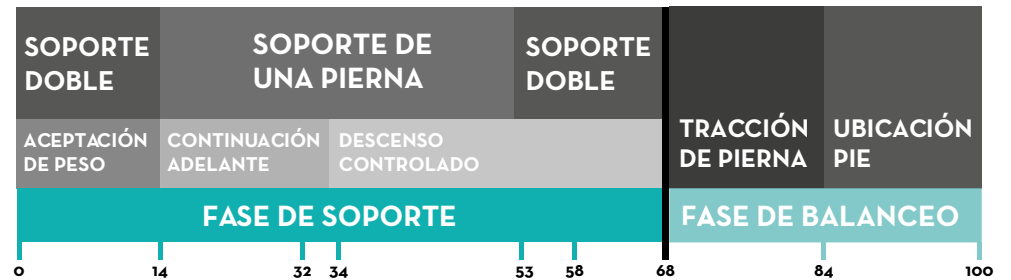 SOPORTE
DOBLE
SOPORTE DE
UNA PIERNA
SOPORTE
DOBLE
ACEPTACIÓN
DE PESO
CONTINUACIÓN
ADELANTE
DESCENSO
CONTROLADO
TRACCIÓN
DE PIERNA
UBICACIÓN
PIE
FASE DE SOPORTE
FASE DE BALANCEO
0 14 32 34 53 58 68 84 100